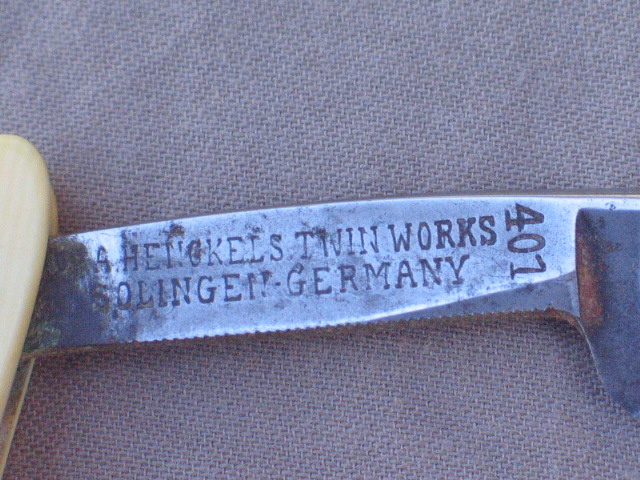 A. HENCKELS TWIN WORKS
SOLINGEN-GERMANY
401